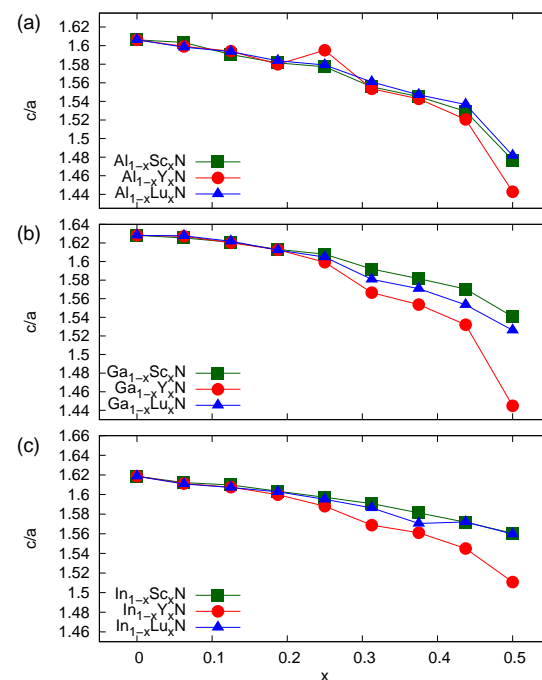 (a)
1.62
1.6
1.58
1.56
1.54
1.52
1.5
1.48
1.46
1.44
c/a
Al1−xScxN
Al1−xYxN
Al1−xLuxN
(b)
1.64
1.62
1.6
1.58
1.56
1.54
1.52
1.5
1.48
1.46
1.44
c/a
Ga1−xScxN
Ga1−xYxN
Ga1−xLuxN
(c)
1.66
1.64
1.62
1.6
1.58
1.57
1.56
1.54
1.52
1.5
1.48
1.46
c/a
In1−xScxN
In1−xYxN
In1−xLuxN
0 0.1 0.2 0.3 0.4 0.5
x